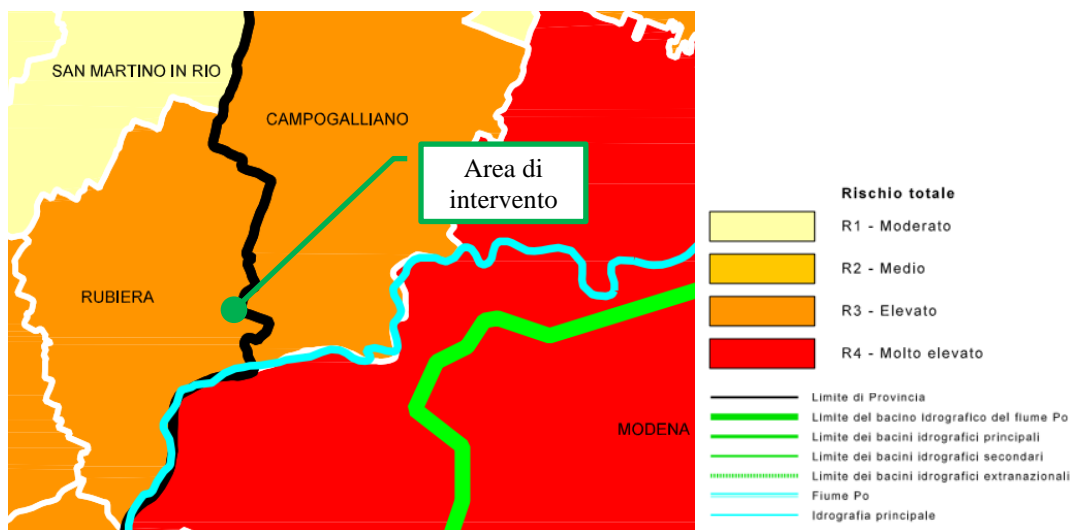 SAN MARTINO IN RIO
CAMPOGALLIANO
Area di
intervento
RUBIERA
MODENA
Rischio totale
R1 - Moderato
R2 - Medio
R3 - Elevato
R4 - Molto elevato
Limite di Provincia
Limite del bacino idrografico del fiume Po
Limite dei bacini idrografici principali
Limite dei bacini idrografici secondari
Limite dei bacini idrografici extranazionali
Fiume Po
Idrografia principale